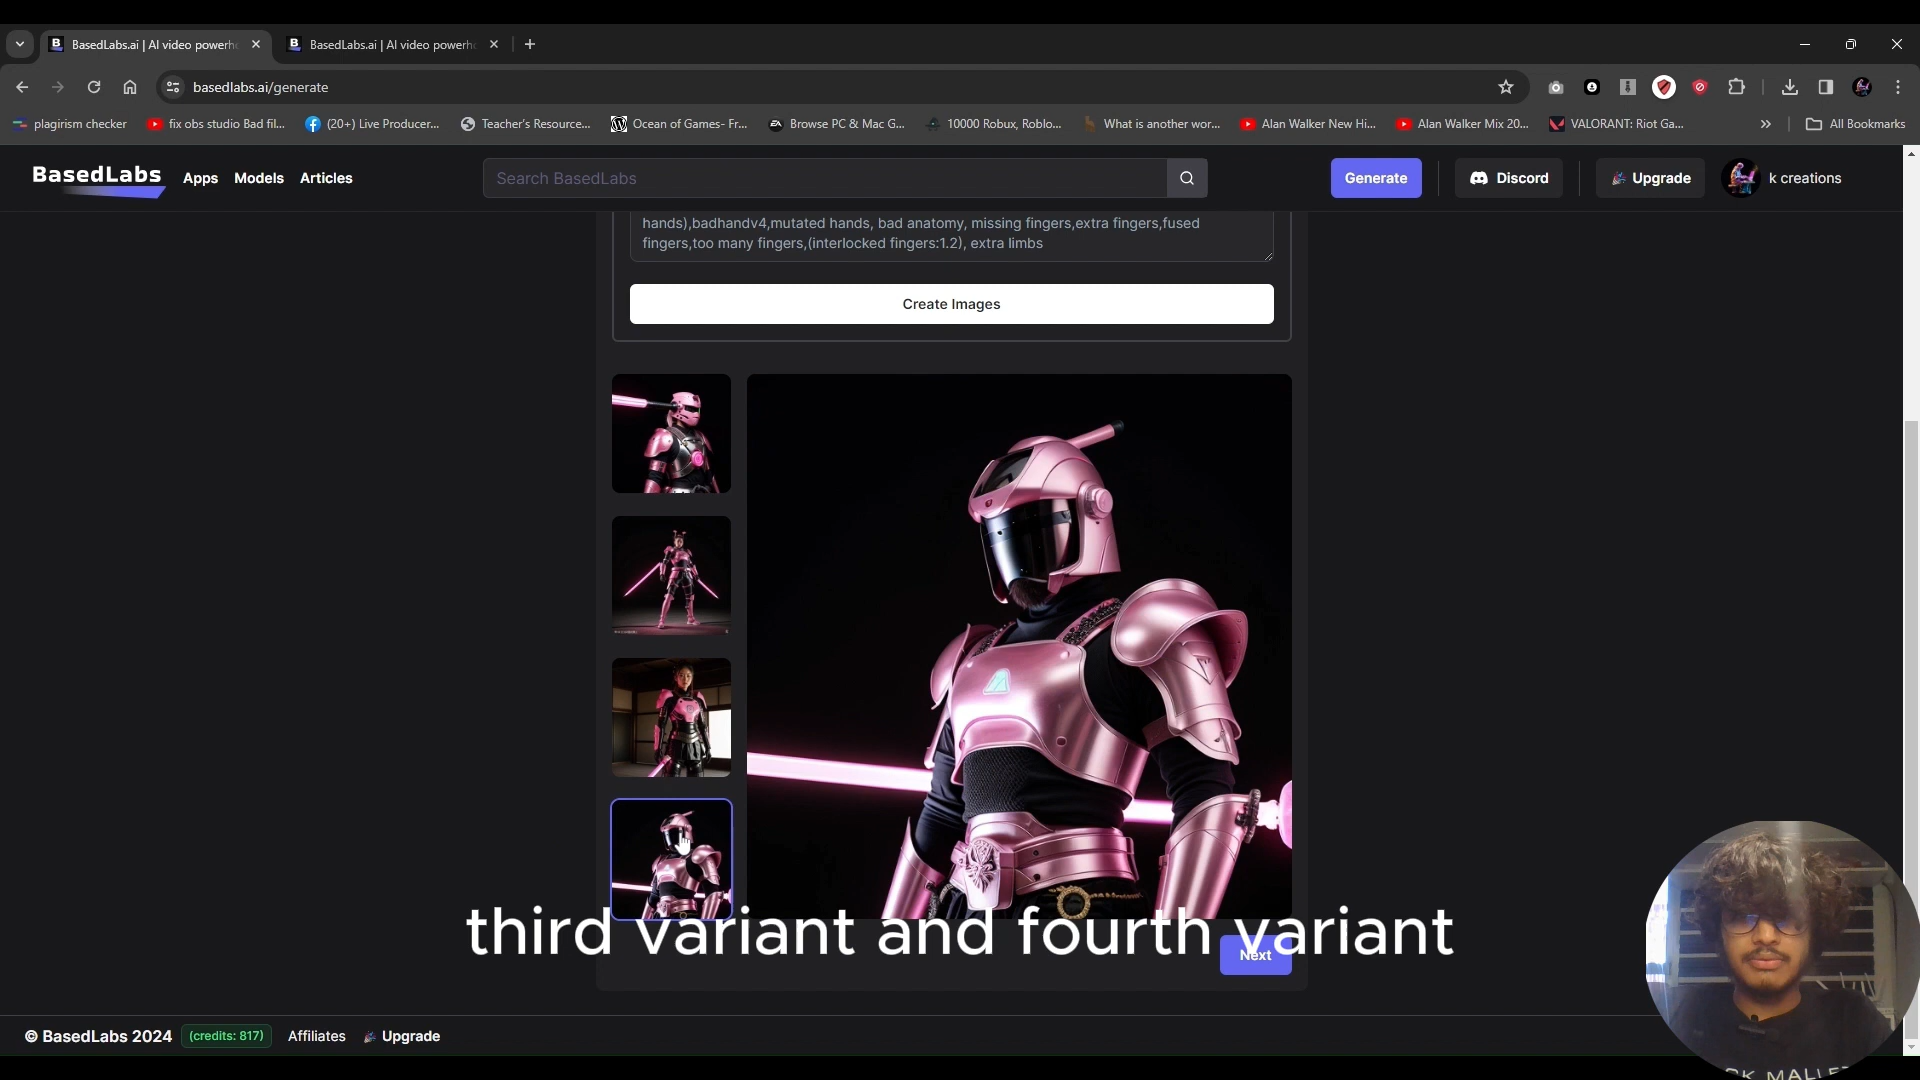 BasedLabs.ai | AI video powerh
BasedLabs.ai | AI video powerh
basedlabs.ai/generate
plagirism checker
fix obs studio Bad fil...
(20+) Live Producer...
Teacher's Resource...
Ocean of Games- Fr...
Browse PC & Mac G...
10000 Robux, Roblo...
What is another wor...
Alan Walker New Hi...
Alan Walker Mix 20...
VALORANT: Riot Ga...
All Bookmarks
BasedLabs
Apps
Models
Articles
Search BasedLabs
Generate
Discord
Upgrade
k creations
hands),badhandv4,mutated hands, bad anatomy, missing fingers,extra fingers,fused
fingers,too many fingers,(interlocked fingers:1.2), extra limbs
Create Images
third variant and fourth variant
Next
© BasedLabs 2024
(credits: 817)
Affiliates
Upgrade